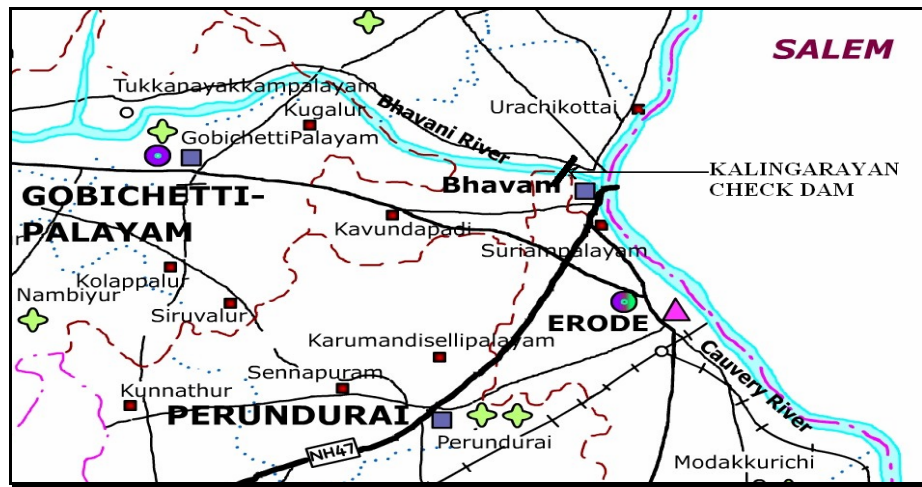 SALEM
Tukkanayakkampalayam
Kugalur
Bhavani River
Urachikottai
GobichettiPalayam
KALINGARAYAN
CHECK DAM
Bhavani
GOBICHETTI-
PALAYAM
Kavundapadi
Suriampalayam
Kolappalur
Nambiyur
Siruvalur
ERODE
Karumandisellipalayam
Sennapuram
Cauvery River
Kunnathur
PERUNDURAI
Perundurai
NH47
Modakkurichi